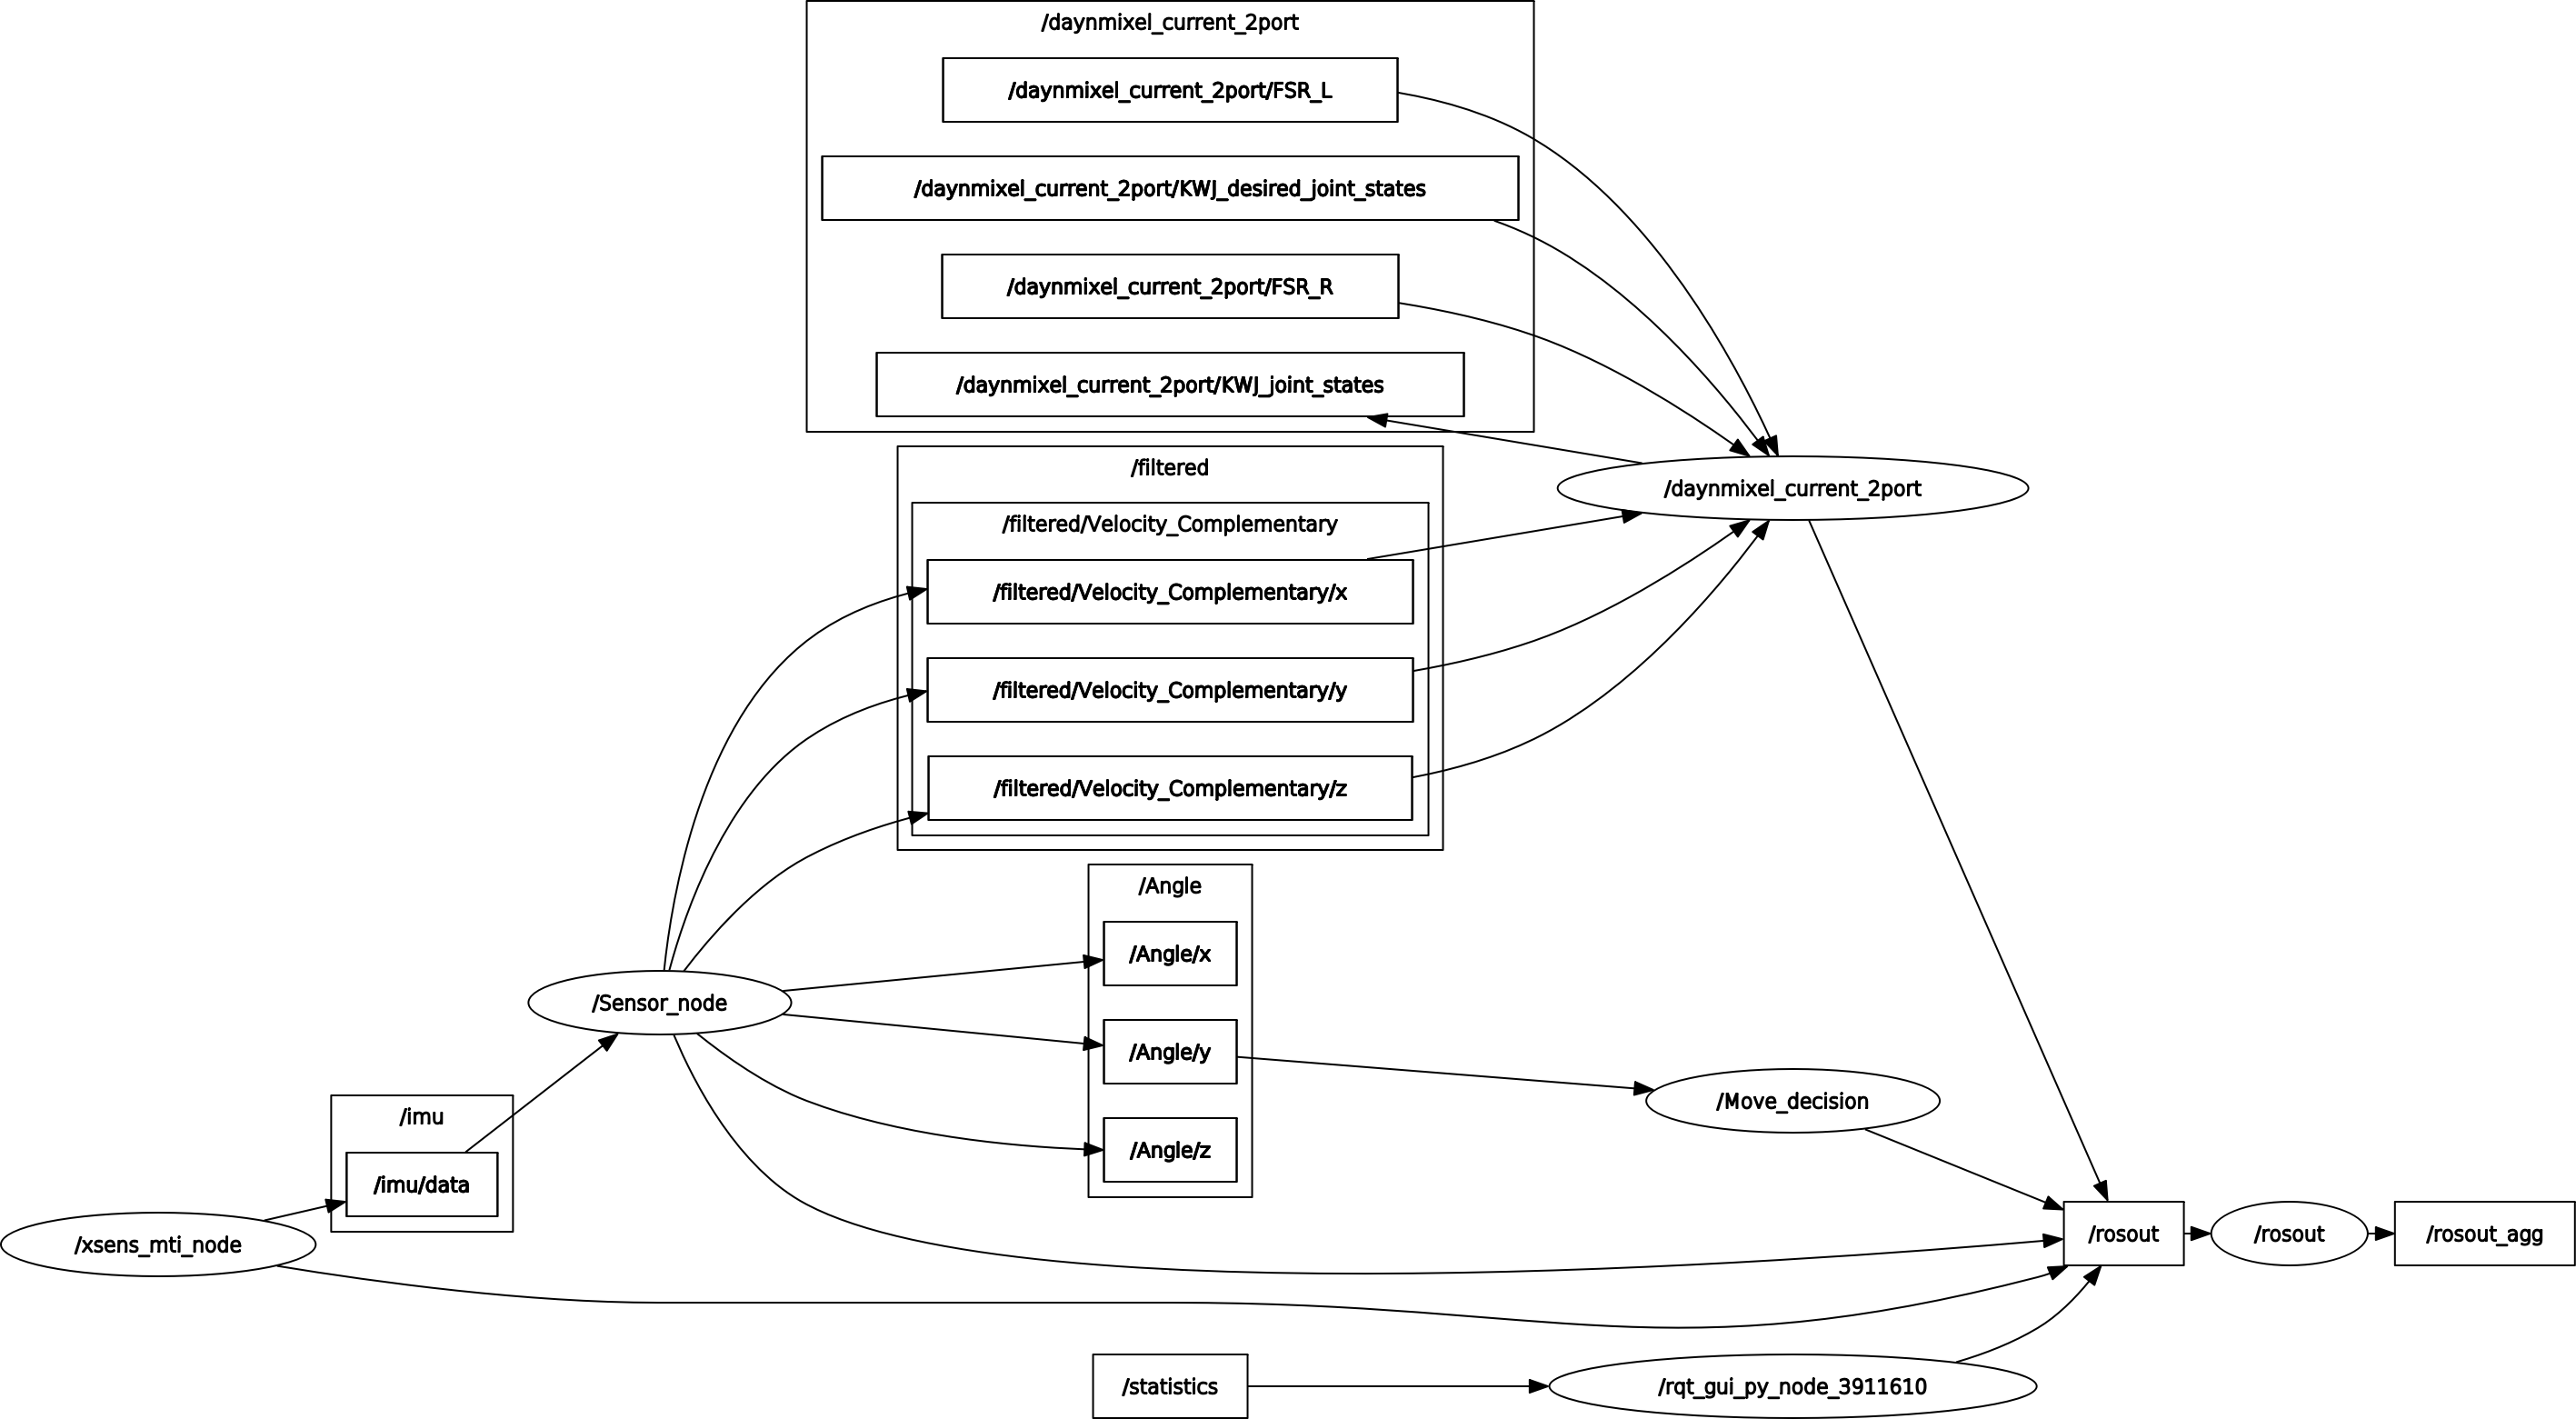 /daynmixel_current_2port
/daynmixel_current_2port/FSR_L
/daynmixel_current_2port/KWJ_desired_joint_states
/daynmixel_current_2port/FSR_R
/daynmixel_current_2port/KWJ_joint_states
/filtered
/daynmixel_current_2port
/filtered/Velocity_Complementary
/filtered/Velocity_Complementary/x
/filtered/Velocity_Complementary/y
/filtered/Velocity_Complementary/z
/Angle
/Angle/x
/Sensor_node
/Angle/y
/Move_decision
/imu
/Angle/z
/imu/data
/xsens_mti_node
/rosout
/rosout
/rosout_agg
/statistics
/rqt_gui_py_node_3911610